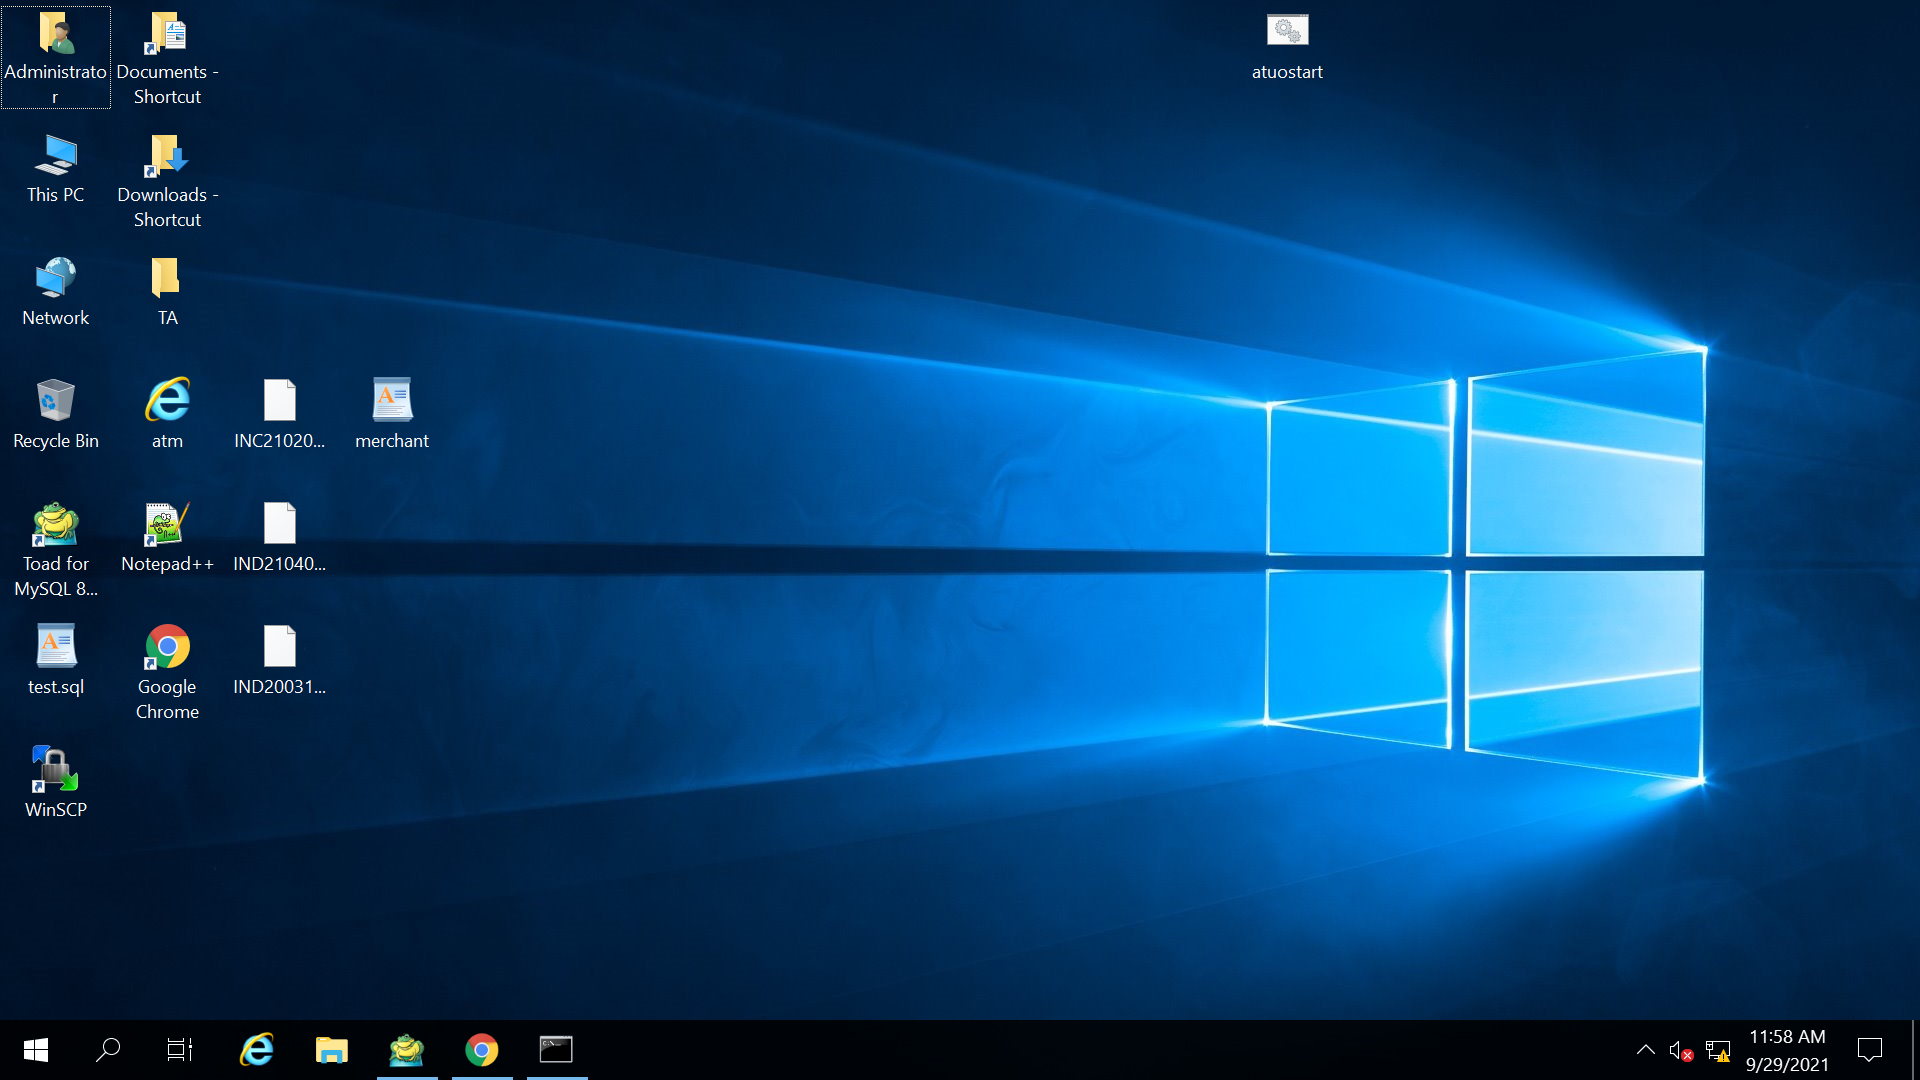 Administrato
r
Documents -
Shortcut
atuostart
This PC
Downloads -
Shortcut
Network
TA
Recycle Bin
atm
INC21020...
merchant
Toad for
MySQL 8...
Notepad++
IND21040...
test.sql
Google
Chrome
IND20031...
WinSCP
11:58 AM
9/29/2021